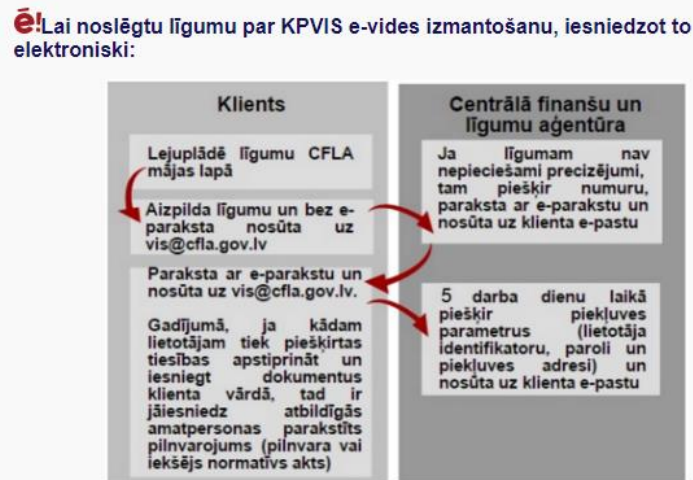 ē!Lai noslēgtu līgumu par KPVIS e-vides izmantošanu, iesniedzot to
elektroniski:
Klients
Lejuplādē līgumu CFLA
mājas lapā
Aizpilda līgumu un bez e-
paraksta nosūta uz
vis@cfla.gov.lv
Paraksta ar e-parakstu un
nosūta uz vis@cfla.gov.lv.
Gadījumā, ja kādam
lietotājam tiek piešķirtas
tiesības apstiprināt un
iesniegt dokumentus
klienta vārdā, tad ir
jāiesniedz atbildīgās
amatpersonas parakstīts
pilnvarojums (pilnvara vai
iekšējs normatīvs akts)
Centrālā finanšu un
līgumu aģentūra
Ja līgumam nav
nepieciešami precizējumi,
tam piešķir numuru,
paraksta ar e-parakstu un
nosūta uz klienta e-pastu
5 darba dienu laikā
piešķir piekļuves
parametrus (lietotāja
identifikatoru, paroli un
piekļuves adresi) un
nosūta uz klienta e-pastu